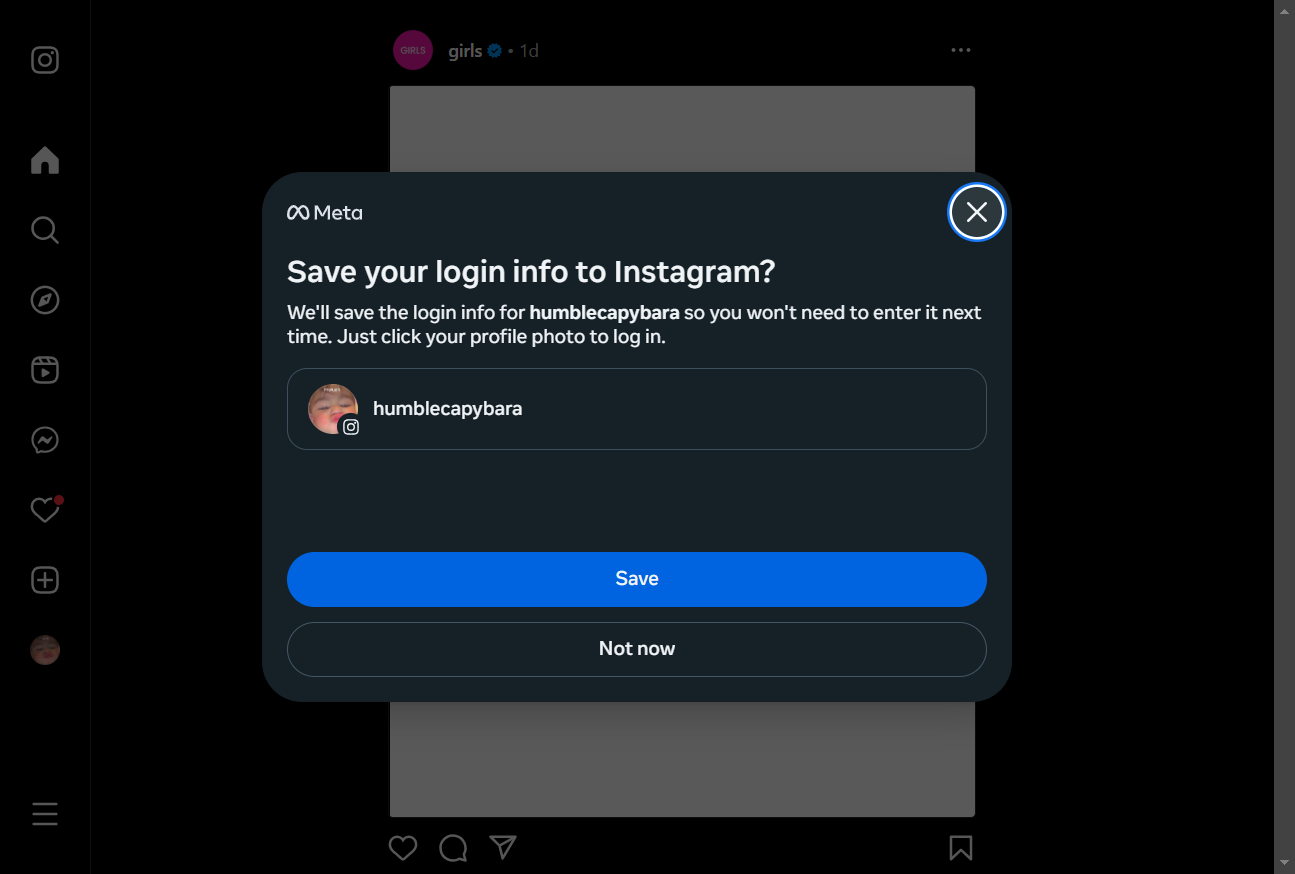 GIRLS
girls • 1d
Meta
Save your login info to Instagram?
We'll save the login info for humblecapybara so you won't need to enter it next
time. Just click your profile photo to log in.
humblecapybara
Save
Not now